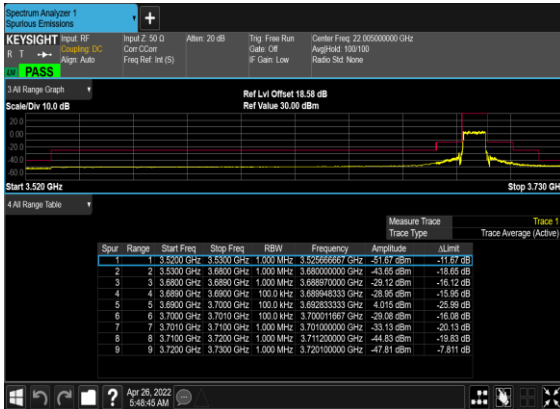 Spectrum Analyzer 1
Spurious Emissions
+
KEYSIGHT Input: RF Input Z: 50 Ω Atten: 20 dB Trig: Free Run Center Freq: 22.005000000 GHz
R T Coupling: DC Corr CCorr Gate: Off Avg|Hold: 100/100
Align: Auto Freq Ref: Int (S) IF Gain: Low Radio Std: None
LXI PASS
3 All Range Graph
Ref Lvl Offset 18.58 dB
Scale/Div 10.0 dB Ref Value 30.00 dBm
20.0
0.00
-20.0
-40.0
-60.0
Start 3.520 GHz Stop 3.730 GH
4 All Range Table
Measure Trace Trace 1
Trace Type Trace Average (Active)
Spur Range Start Freq Stop Freq RBW Frequency Amplitude ΔLimit
1 1 3.5200 GHz 3.5300 GHz 1.000 MHz 3.525666667 GHz -51.67 dBm -11.67 dB
2 2 3.5300 GHz 3.6800 GHz 1.000 MHz 3.680000000 GHz -43.65 dBm -18.65 dB
3 3 3.6800 GHz 3.6890 GHz 1.000 MHz 3.688970000 GHz -29.12 dBm -16.12 dB
4 4 3.6890 GHz 3.6900 GHz 100.0 kHz 3.689948333 GHz -28.95 dBm -15.95 dB
5 5 3.6900 GHz 3.7000 GHz 100.0 kHz 3.692833333 GHz 4.015 dBm -25.99 dB
6 6 3.7000 GHz 3.7010 GHz 100.0 kHz 3.700011667 GHz -29.08 dBm -16.08 dB
7 7 3.7010 GHz 3.7100 GHz 1.000 MHz 3.701000000 GHz -33.13 dBm -20.13 dB
8 8 3.7100 GHz 3.7200 GHz 1.000 MHz 3.711200000 GHz -44.83 dBm -19.83 dB
9 9 3.7200 GHz 3.7300 GHz 1.000 MHz 3.720100000 GHz -47.81 dBm -7.811 dB
? Apr 26, 2022
5:48:45 AM